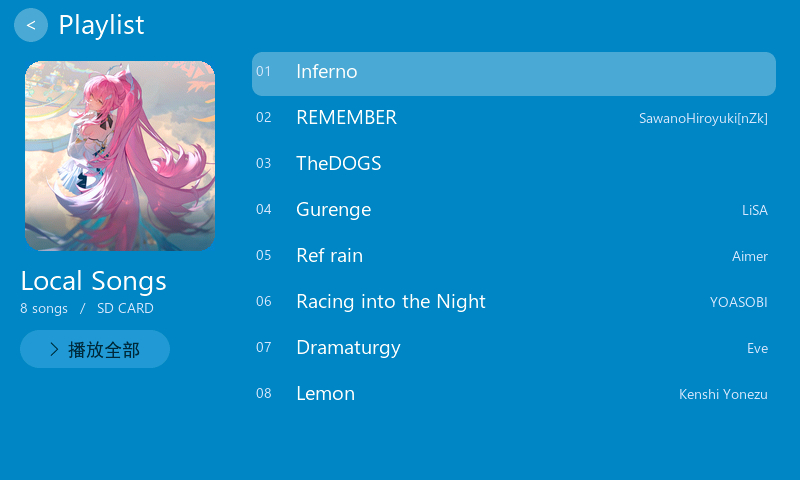 < Playlist
Local Songs
8 songs / SD CARD
> 播放全部
01 Inferno
02 REMEMBER SawanoHiroyuki[nZk]
03 TheDOGS
04 Gurenge LiSA
05 Ref rain Aimer
06 Racing into the Night YOASOBI
07 Dramaturgy Eve
08 Lemon Kenshi Yonezu